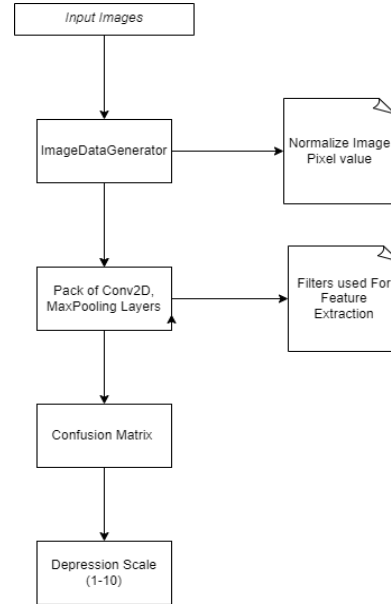 Input Images
ImageDataGenerator
Normalize Image
Pixel value
Pack of Conv2D,
MaxPooling Layers
Filters used For
Feature
Extraction
Confusion Matrix
Depression Scale
(1-10)